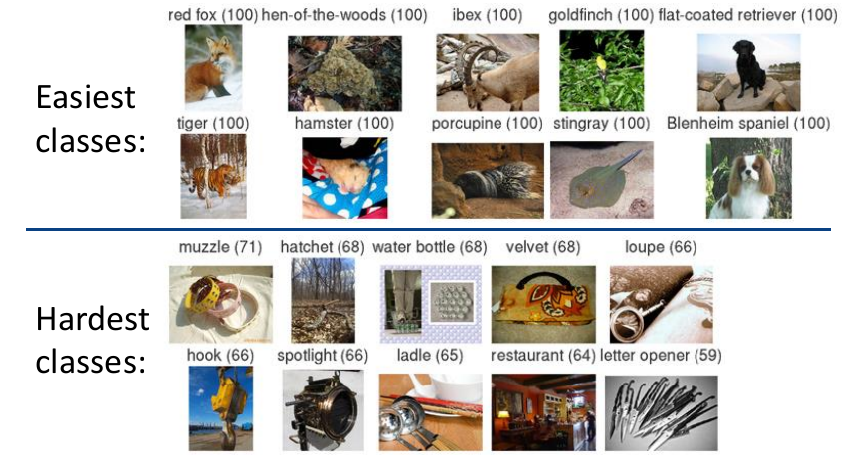 red fox (100) hen-of-the-woods (100) ibex (100) goldfinch (100) flat-coated retriever (100)
Easiest
classes:
tiger (100) hamster (100) porcupine (100) stingray (100) Blenheim spaniel (100)
muzzle (71) hatchet (68) water bottle (68) velvet (68) loupe (66)
Hardest
classes:
hook (66) spotlight (66) ladle (65) restaurant (64) letter opener (59)